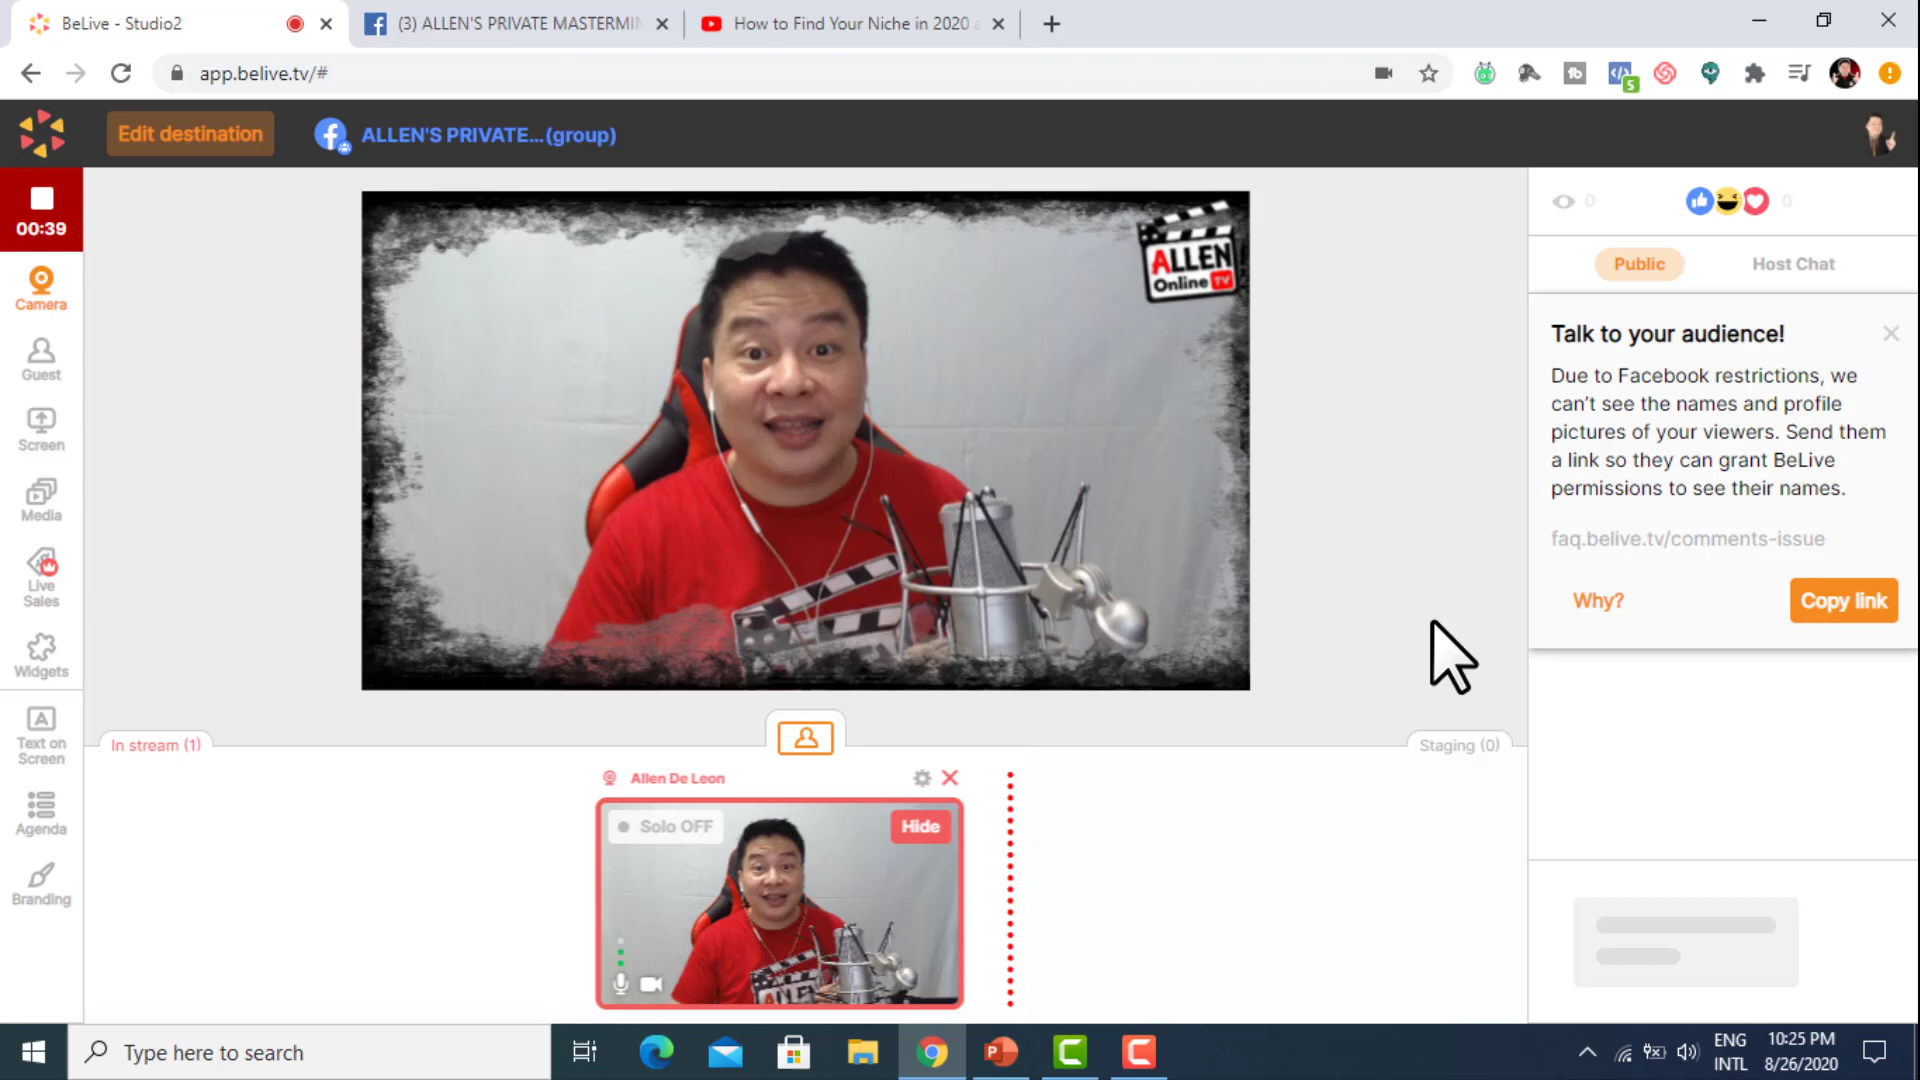 BeLive - Studio2
(3) ALLEN'S PRIVATE MASTERMIN
How to Find Your Niche in 2020 a
app.belive.tv/#
Edit destination
ALLEN'S PRIVATE...(group)
00:39
Camera
Guest
Screen
Media
Live
Sales
Widgets
Text on
Screen
Agenda
Branding
ALLEN
Online TV
0
0
Public
Host Chat
Talk to your audience!
Due to Facebook restrictions, we
can't see the names and profile
pictures of your viewers. Send them
a link so they can grant BeLive
permissions to see their names.
faq.belive.tv/comments-issue
Why?
Copy link
In stream (1)
Staging (0)
Allen De Leon
Solo OFF
Hide
Type here to search
ENG
INTL
10:25 PM
8/26/2020